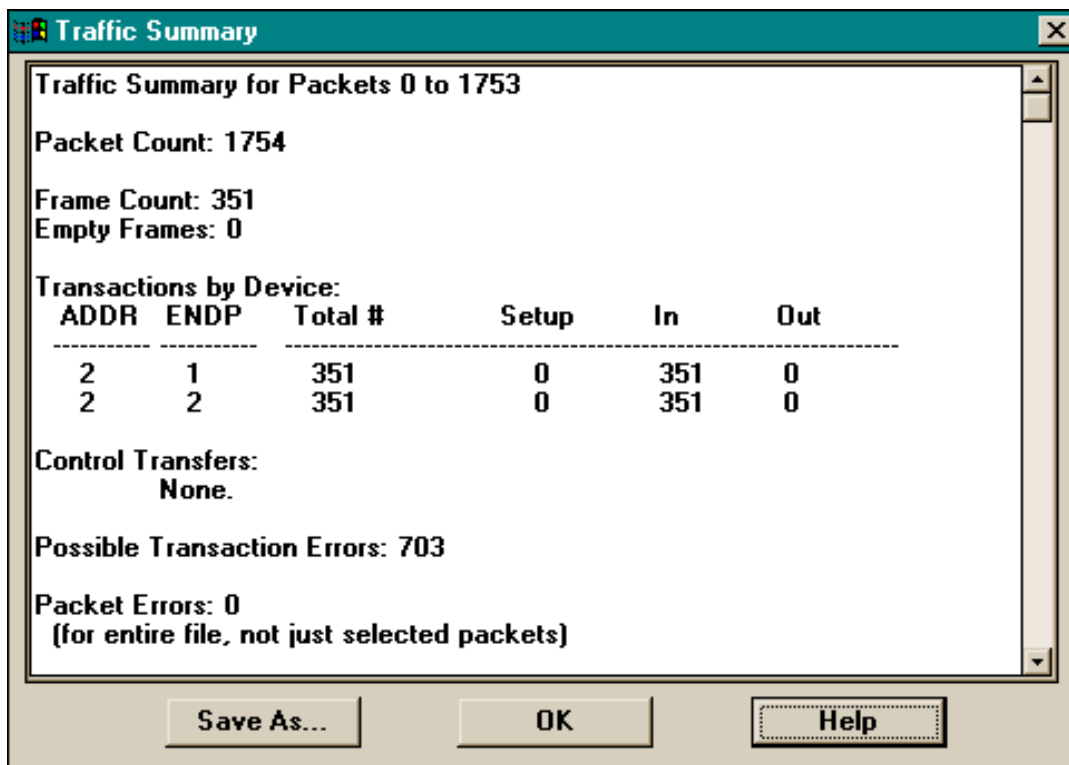 Traffic Summary
Traffic Summary for Packets 0 to 1753
Packet Count: 1754
Frame Count: 351
Empty Frames: 0
Transactions by Device:
ADDR ENDP Total # Setup In Out
----------- ----------- ----------------------------------------------------------------------
2 1 351 0 351 0
2 2 351 0 351 0
Control Transfers:
None.
Possible Transaction Errors: 703
Packet Errors: 0
(for entire file, not just selected packets)
Save As... OK Help